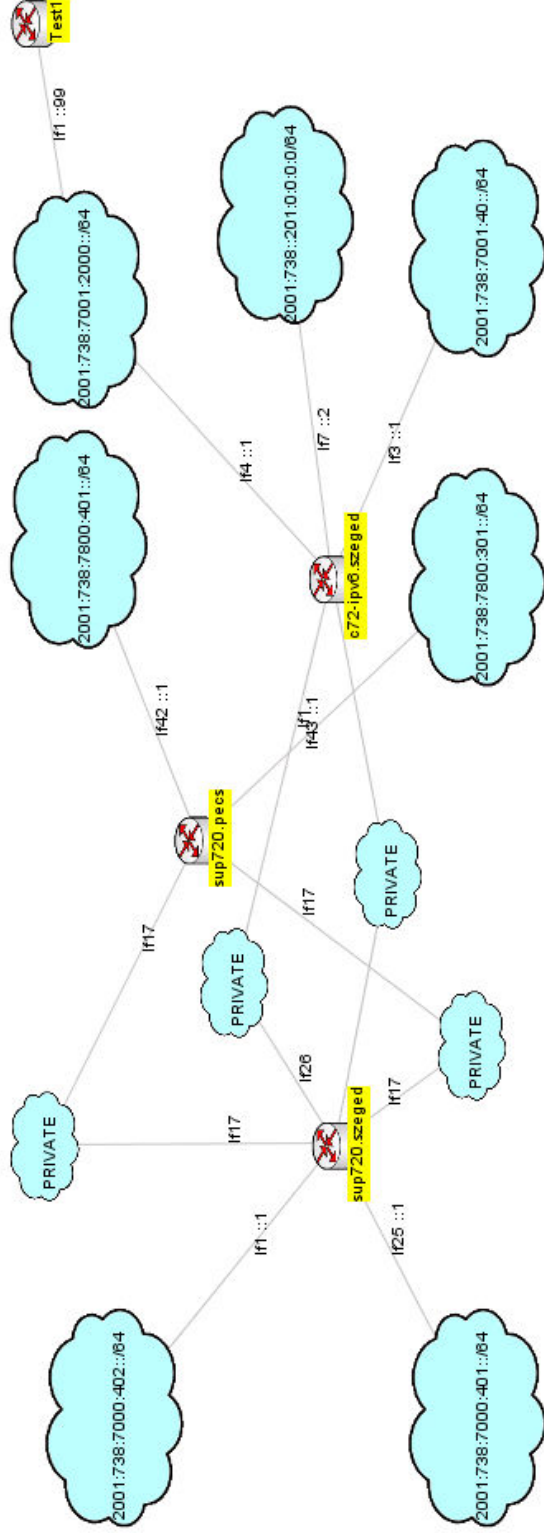 2001:738:7000:402::/64
If1 ::1
PRIVATE
If17
If17
sup720.pecs
If42 ::1
2001:738:7800:401::/64
2001:738:7001:2000::/64
If1 ::99
Test1
2001:738:7000:401::/64
If25 ::1
sup720.szeged
If26
PRIVATE
If17
PRIVATE
If17
PRIVATE
If1
If43 ::1
2001:738:7800:301::/64
c72-ipv6.szeged
If4 ::1
If7 ::2
2001:738::201:0:0:0:0/64
If3 ::1
2001:738:7001:40::/64